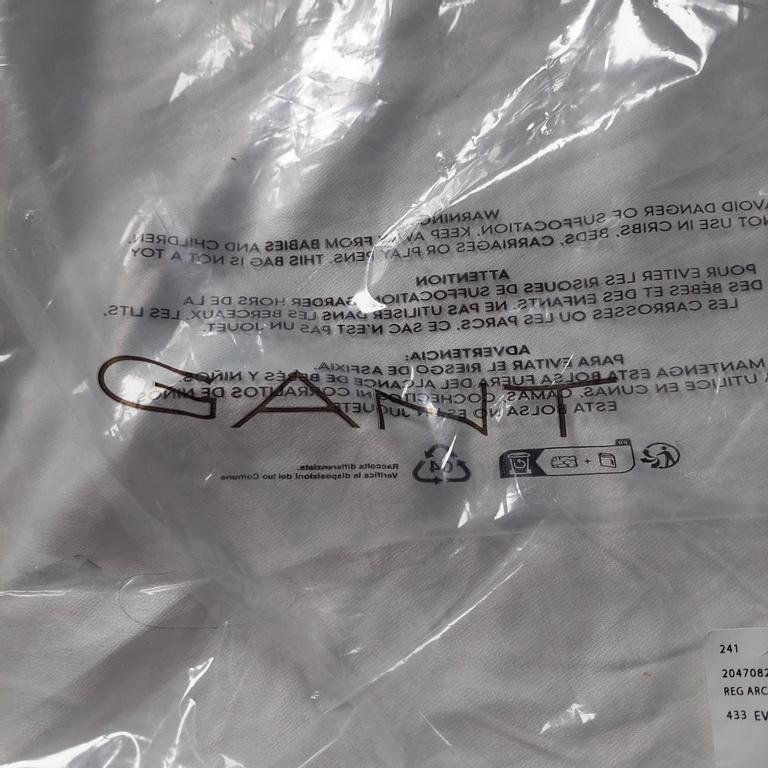 WARNING
AVOID DANGER OF SUFFOCATION, KEEP AWAY FROM BABIES AND CHILDREN.
NOT USE IN CRIBS, BEDS, CARRIAGES OR PLAY PENS. THIS BAG IS NOT A TOY
ATTENTION
POUR EVITER LES RISQUES DE SUFFOCATION GARDER HORS DE LA
DES BÉBÉS ET DES ENFANTS. NE PAS UTILISER DANS LES BERCEAUX, LES LITS,
LES CARROSSES OU LES PARCS. CE SAC N'EST PAS UN JOUET.
ADVERTENCIA:
PARA EVITAR EL RIESGO DE ASFIXIA.
MANTENGA ESTA BOLSA FUERA DEL ALCANCE DE BEBÉS Y NIÑOS.
UTILICE EN CUNAS, CAMAS, COCHECITOS NI CORRALITOS DE NIÑOS
ESTA BOLSA NO ES UN JUGUETE
GANT
FR
04
Raccolta differenziata.
Verifica le disposizioni del tuo Comune
241
204708
REG ARC
433 EV